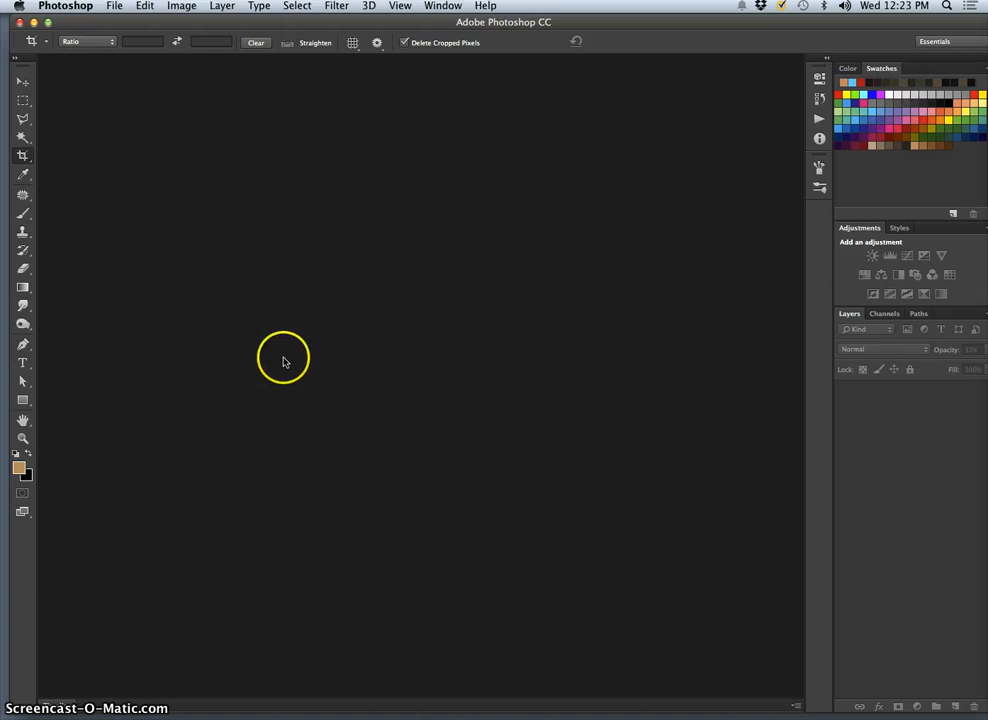 Photoshop File Edit Image Layer Type Select Filter 3D View Window Help Wed 12:23 PM
Adobe Photoshop CC
Ratio Clear Straighten Delete Cropped Pixels Essentials
Color Swatches
Adjustments Styles
Add an adjustment
Layers Channels Paths
Kind
Normal Opacity:
Lock: Fill: 100%
Screencast-O-Matic.com